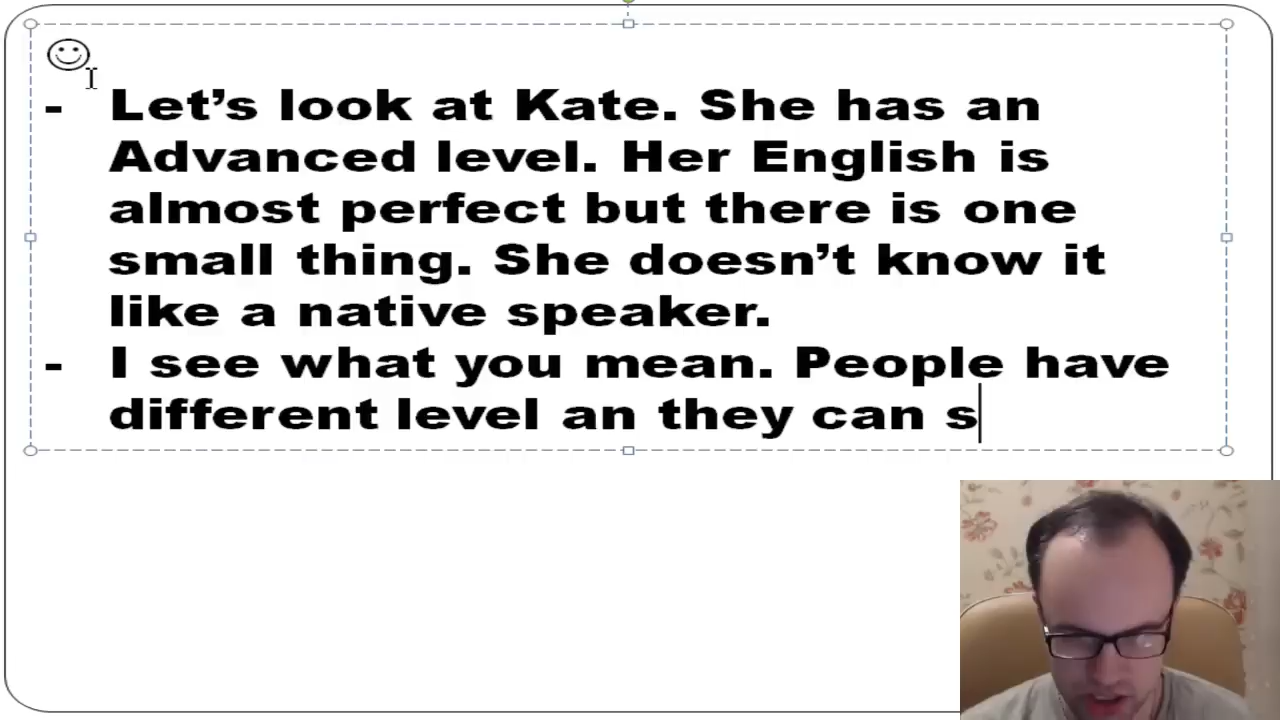 - Let’s look at Kate. She has an
Advanced level. Her English is
almost perfect but there is one
small thing. She doesn’t know it
like a native speaker.
- I see what you mean. People have
different level an they can s